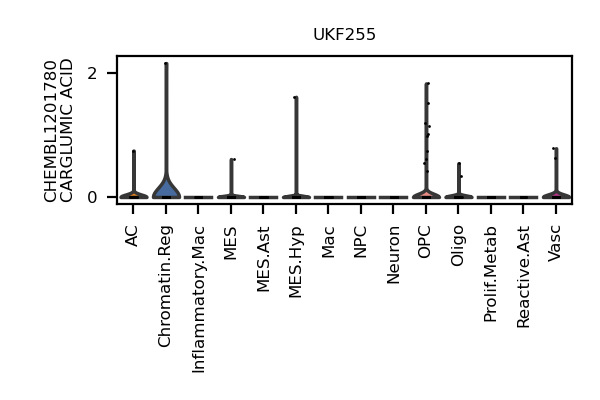 UKF255
CHEMBL1201780
CARGLUMIC ACID
2
0
AC
Chromatin.Reg
Inflammatory.Mac
MES
MES.Ast
MES.Hyp
Mac
NPC
Neuron
OPC
Oligo
Prolif.Metab
Reactive.Ast
Vasc